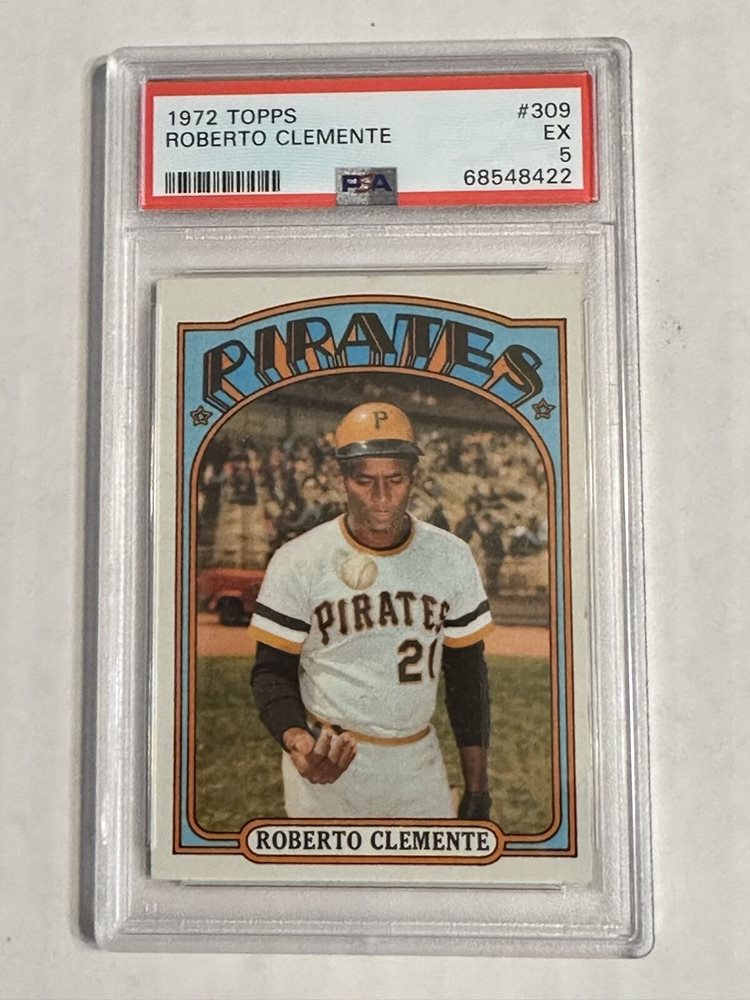 1972 TOPPS #309
ROBERTO CLEMENTE EX
5
PSA 68548422
PIRATES
P
PIRATES
21
ROBERTO CLEMENTE